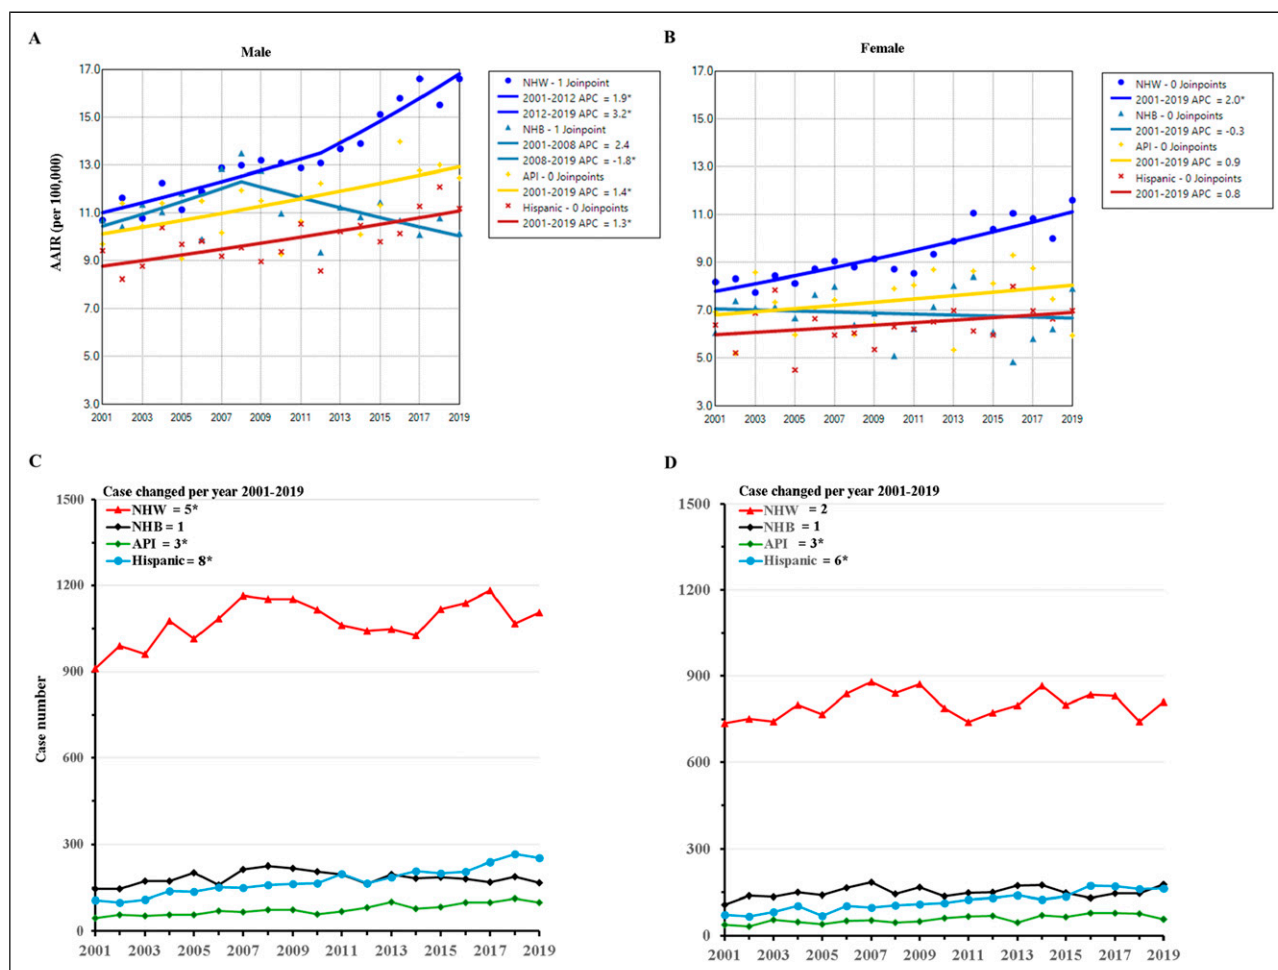 A
Male
17.0
15.0
13.0
11.0
9.0
7.0
5.0
3.0
AAIR (per 100,000)
2001 2003 2005 2007 2009 2011 2013 2015 2017 2019
NHW - 1 Joinpoint
2001-2012 APC = 1.9*
2012-2019 APC = 3.2*
NHB - 1 Joinpoint
2001-2008 APC = 2.4
2008-2019 APC = -1.8*
API - 0 Joinpoints
2001-2019 APC = 1.4*
Hispanic - 0 Joinpoints
2001-2019 APC = 1.3*
B
Female
17.0
15.0
13.0
11.0
9.0
7.0
5.0
3.0
2001 2003 2005 2007 2009 2011 2013 2015 2017 2019
NHW - 0 Joinpoints
2001-2019 APC = 2.0*
NHB - 0 Joinpoints
2001-2019 APC = -0.3
API - 0 Joinpoints
2001-2019 APC = 0.9
Hispanic - 0 Joinpoints
2001-2019 APC = 0.8
C
Case changed per year 2001-2019
NHW = 5*
NHB = 1
API = 3*
Hispanic = 8*
1500
1200
900
600
300
0
Case number
2001 2003 2005 2007 2009 2011 2013 2015 2017 2019
D
Case changed per year 2001-2019
NHW = 2
NHB = 1
API = 3*
Hispanic = 6*
1500
1200
900
600
300
0
2001 2003 2005 2007 2009 2011 2013 2015 2017 2019